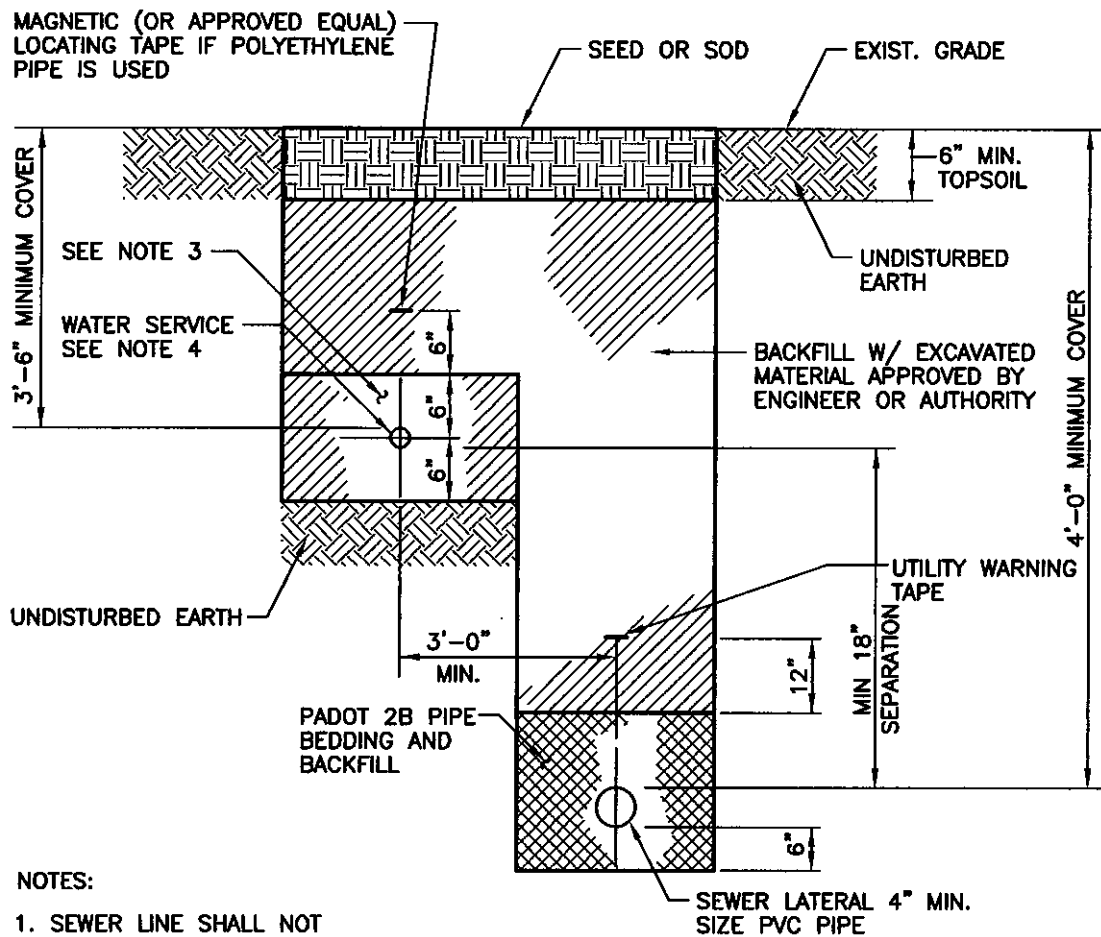 MAGNETIC (OR APPROVED EQUAL)
LOCATING TAPE IF POLYETHYLENE
PIPE IS USED
SEED OR SOD
EXIST. GRADE
6" MIN.
TOPSOIL
3'-6" MINIMUM COVER
SEE NOTE 3
UNDISTURBED
EARTH
WATER SERVICE
SEE NOTE 4
6"
6"
6"
BACKFILL W/ EXCAVATED
MATERIAL APPROVED BY
ENGINEER OR AUTHORITY
4'-0" MINIMUM COVER
UTILITY WARNING
TAPE
UNDISTURBED EARTH
3'-0"
MIN.
MIN 18"
SEPARATION
12"
PADOT 2B PIPE
BEDDING AND
BACKFILL
6"
SEWER LATERAL 4" MIN.
SIZE PVC PIPE
NOTES:
1. SEWER LINE SHALL NOT